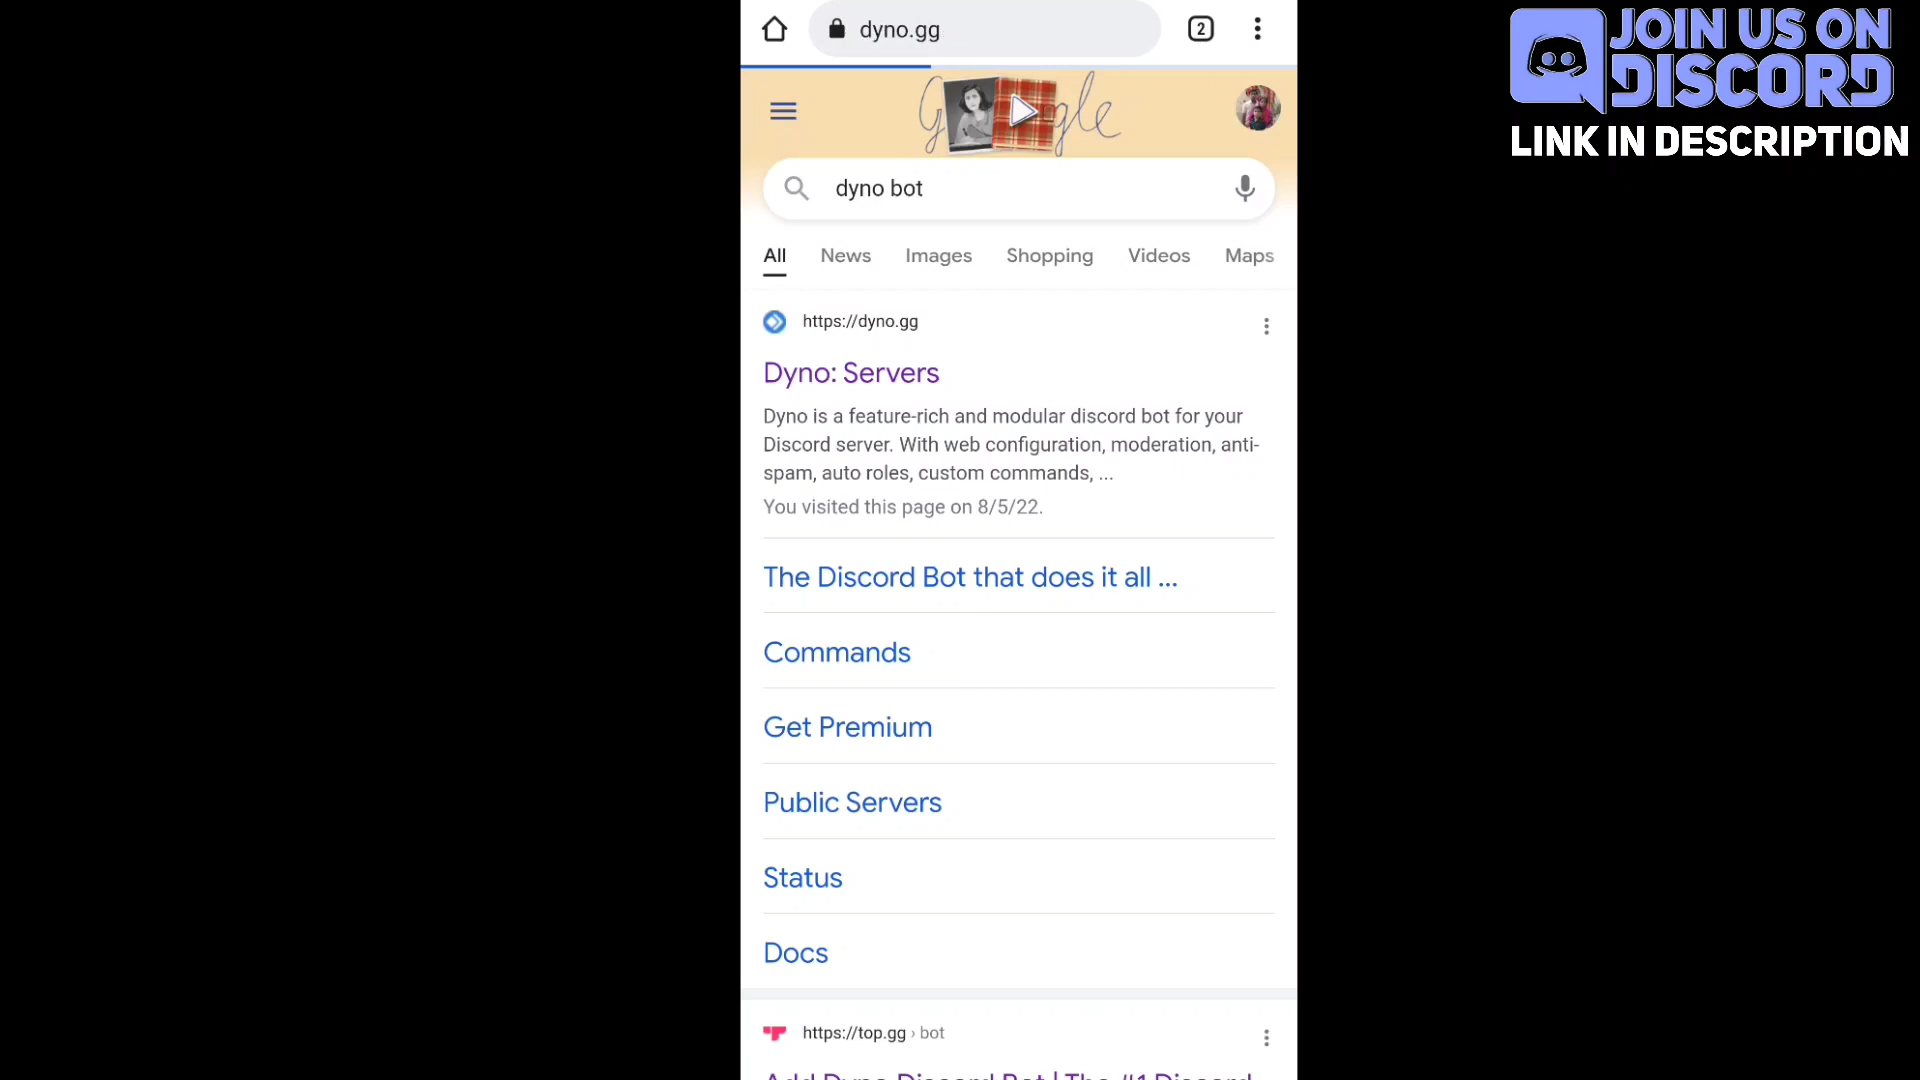 dyno.gg
2
JOIN US ON
DISCORD
LINK IN DESCRIPTION
Google
dyno bot
All News Images Shopping Videos Maps
https://dyno.gg
Dyno: Servers
Dyno is a feature-rich and modular discord bot for your
Discord server. With web configuration, moderation, anti-
spam, auto roles, custom commands, ...
You visited this page on 8/5/22.
The Discord Bot that does it all ...
Commands
Get Premium
Public Servers
Status
Docs
https://top.gg › bot
Add Dyno Discord Bot | The #1 Discord